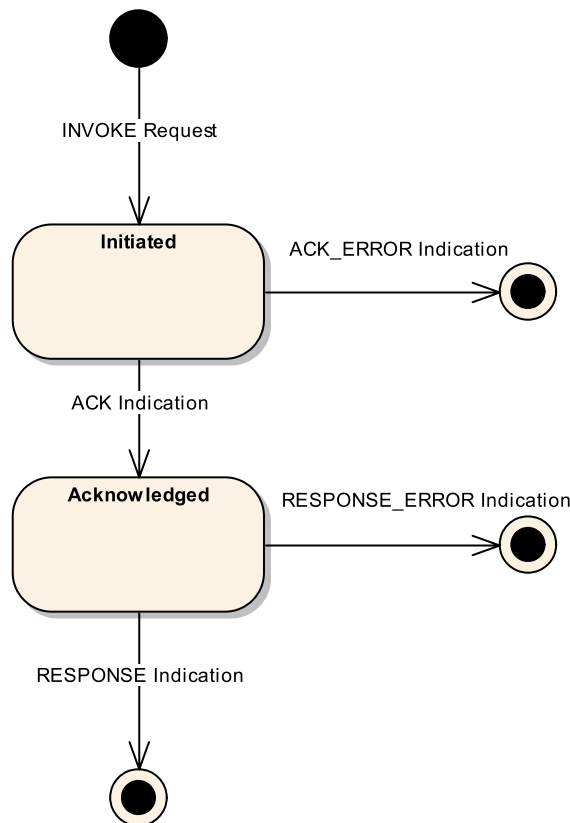 INVOKE Request
Initiated
ACK_ERROR Indication
ACK Indication
Acknowledged
RESPONSE_ERROR Indication
RESPONSE Indication